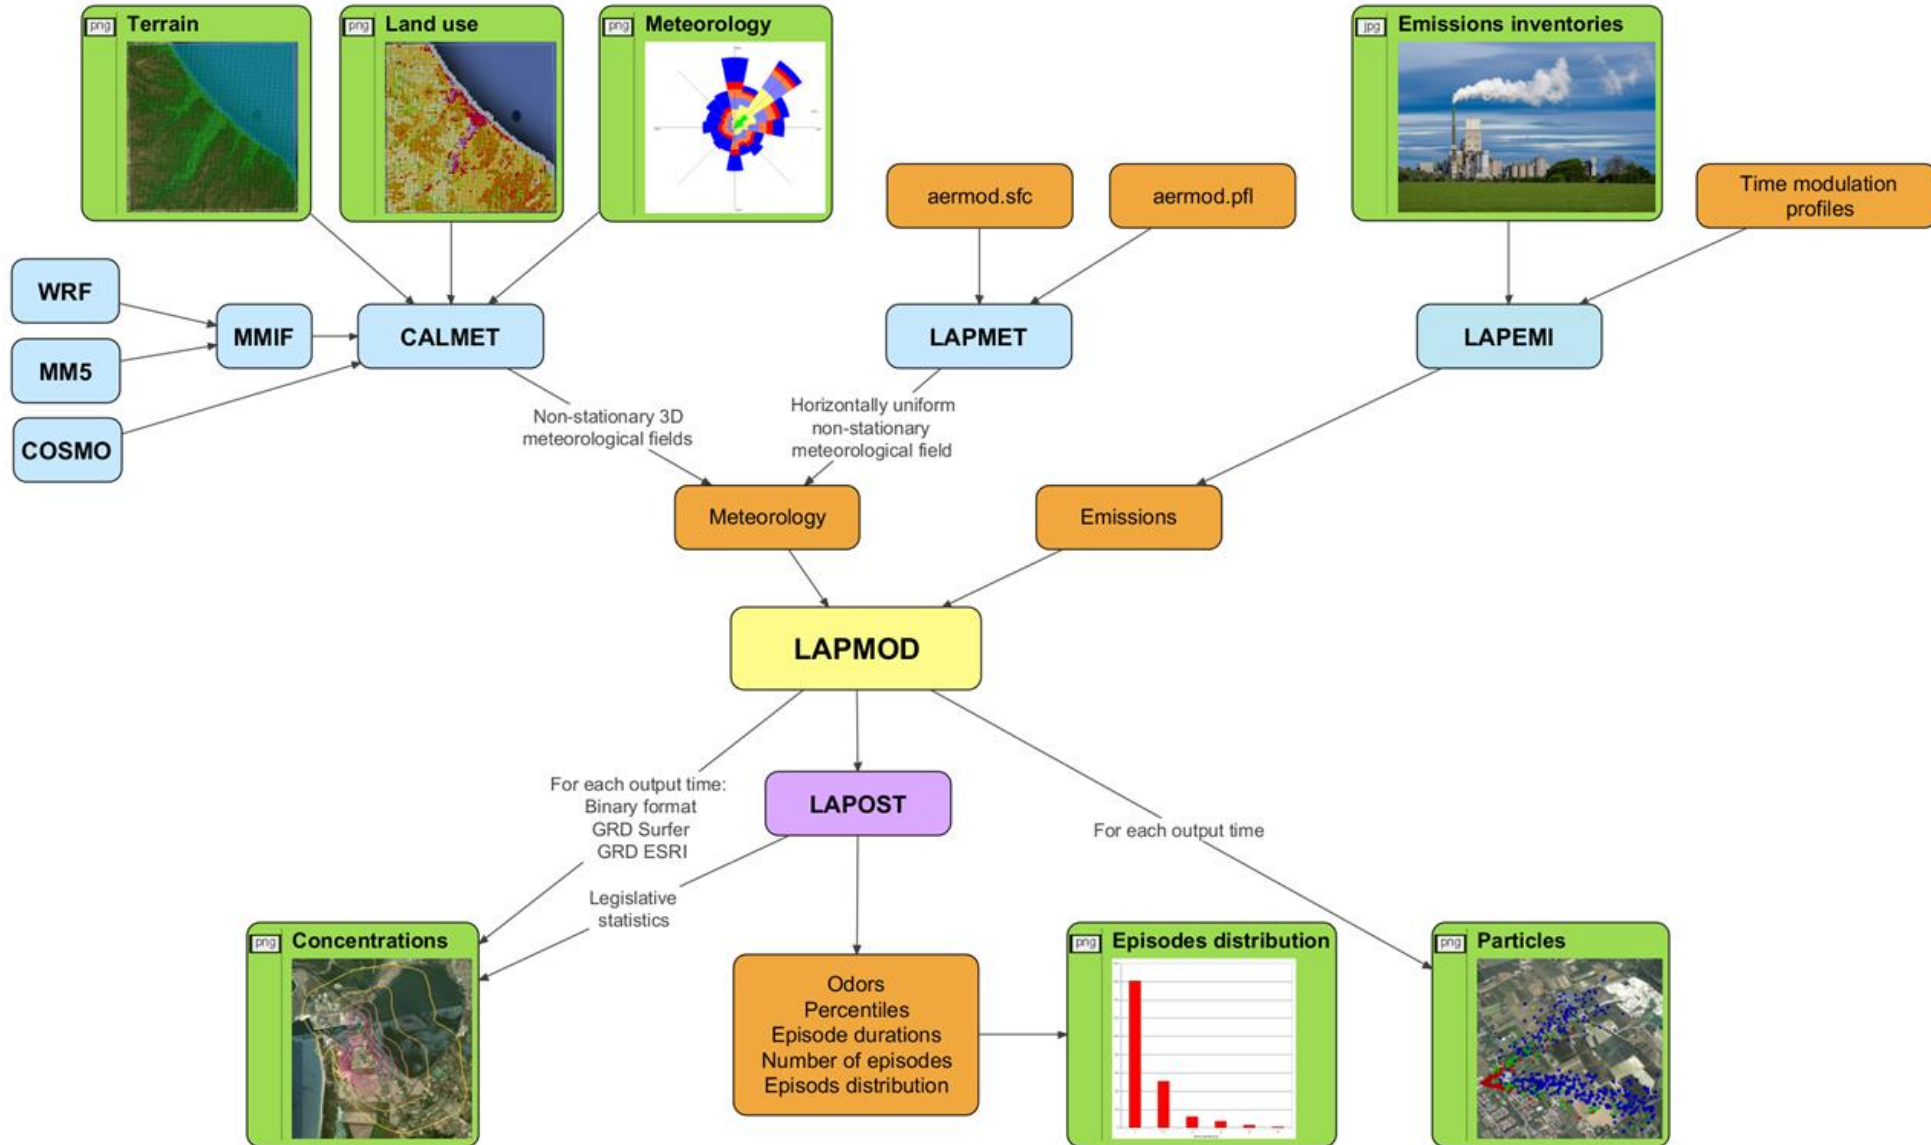 png Terrain
png Land use
png Meteorology
jpg Emissions inventories
aermod.sfc
aermod.pfl
Time modulation
profiles
WRF
MM5
COSMO
MMIF
CALMET
LAPMET
LAPEMI
Non-stationary 3D
meteorological fields
Horizontally uniform
non-stationary
meteorological field
Meteorology
Emissions
LAPMOD
For each output time:
Binary format
GRD Surfer
GRD ESRI
LAPOST
For each output time
Legislative
statistics
png Concentrations
Odors
Percentiles
Episode durations
Number of episodes
Episods distribution
png Episodes distribution
png Particles